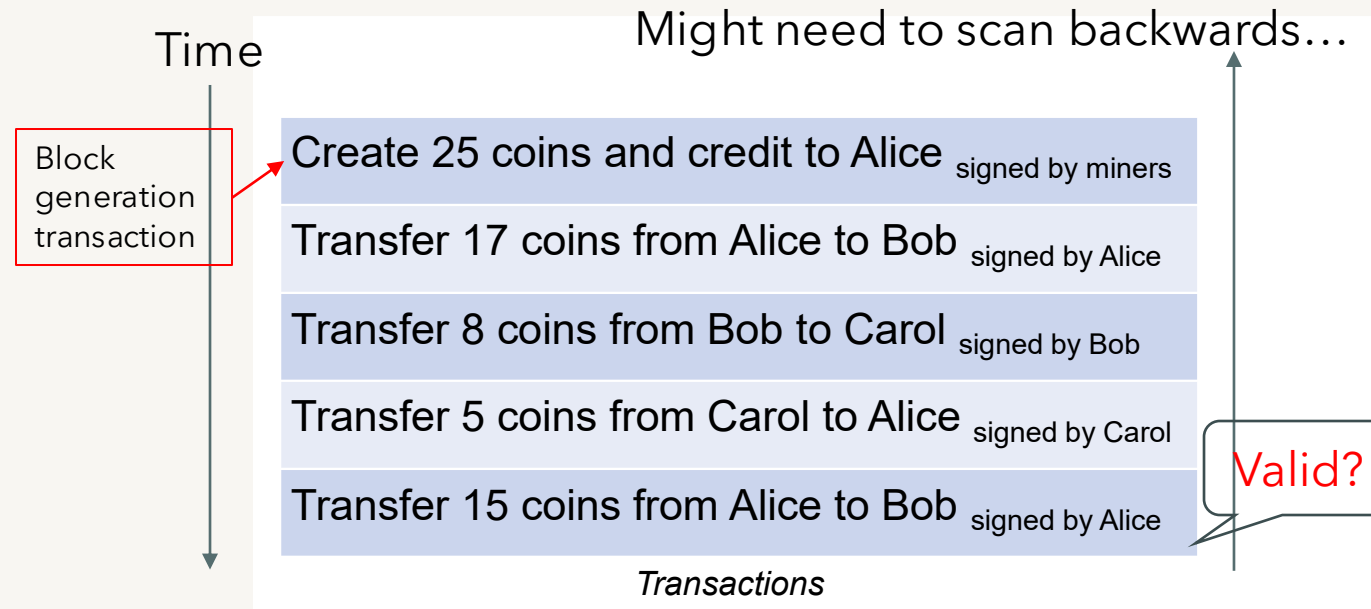 Time
Might need to scan backwards…
Block
generation
transaction
Create 25 coins and credit to Alice signed by miners
Transfer 17 coins from Alice to Bob signed by Alice
Transfer 8 coins from Bob to Carol signed by Bob
Transfer 5 coins from Carol to Alice signed by Carol
Transfer 15 coins from Alice to Bob signed by Alice
Valid?
Transactions